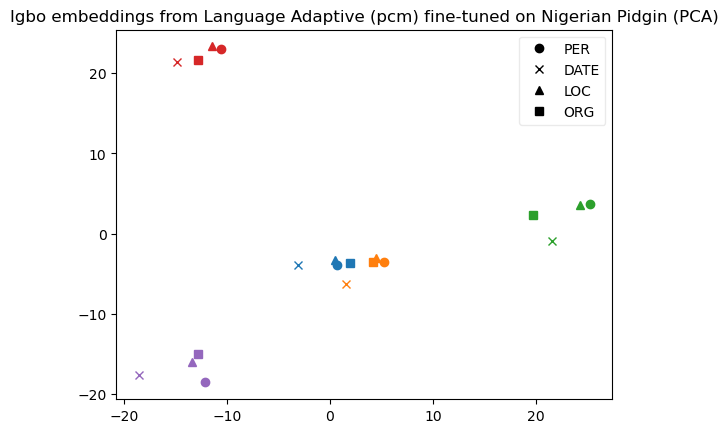 Igbo embeddings from Language Adaptive (pcm) fine-tuned on Nigerian Pidgin (PCA)
PER
DATE
LOC
ORG
20
10
0
−10
−20
−20 −10 0 10 20